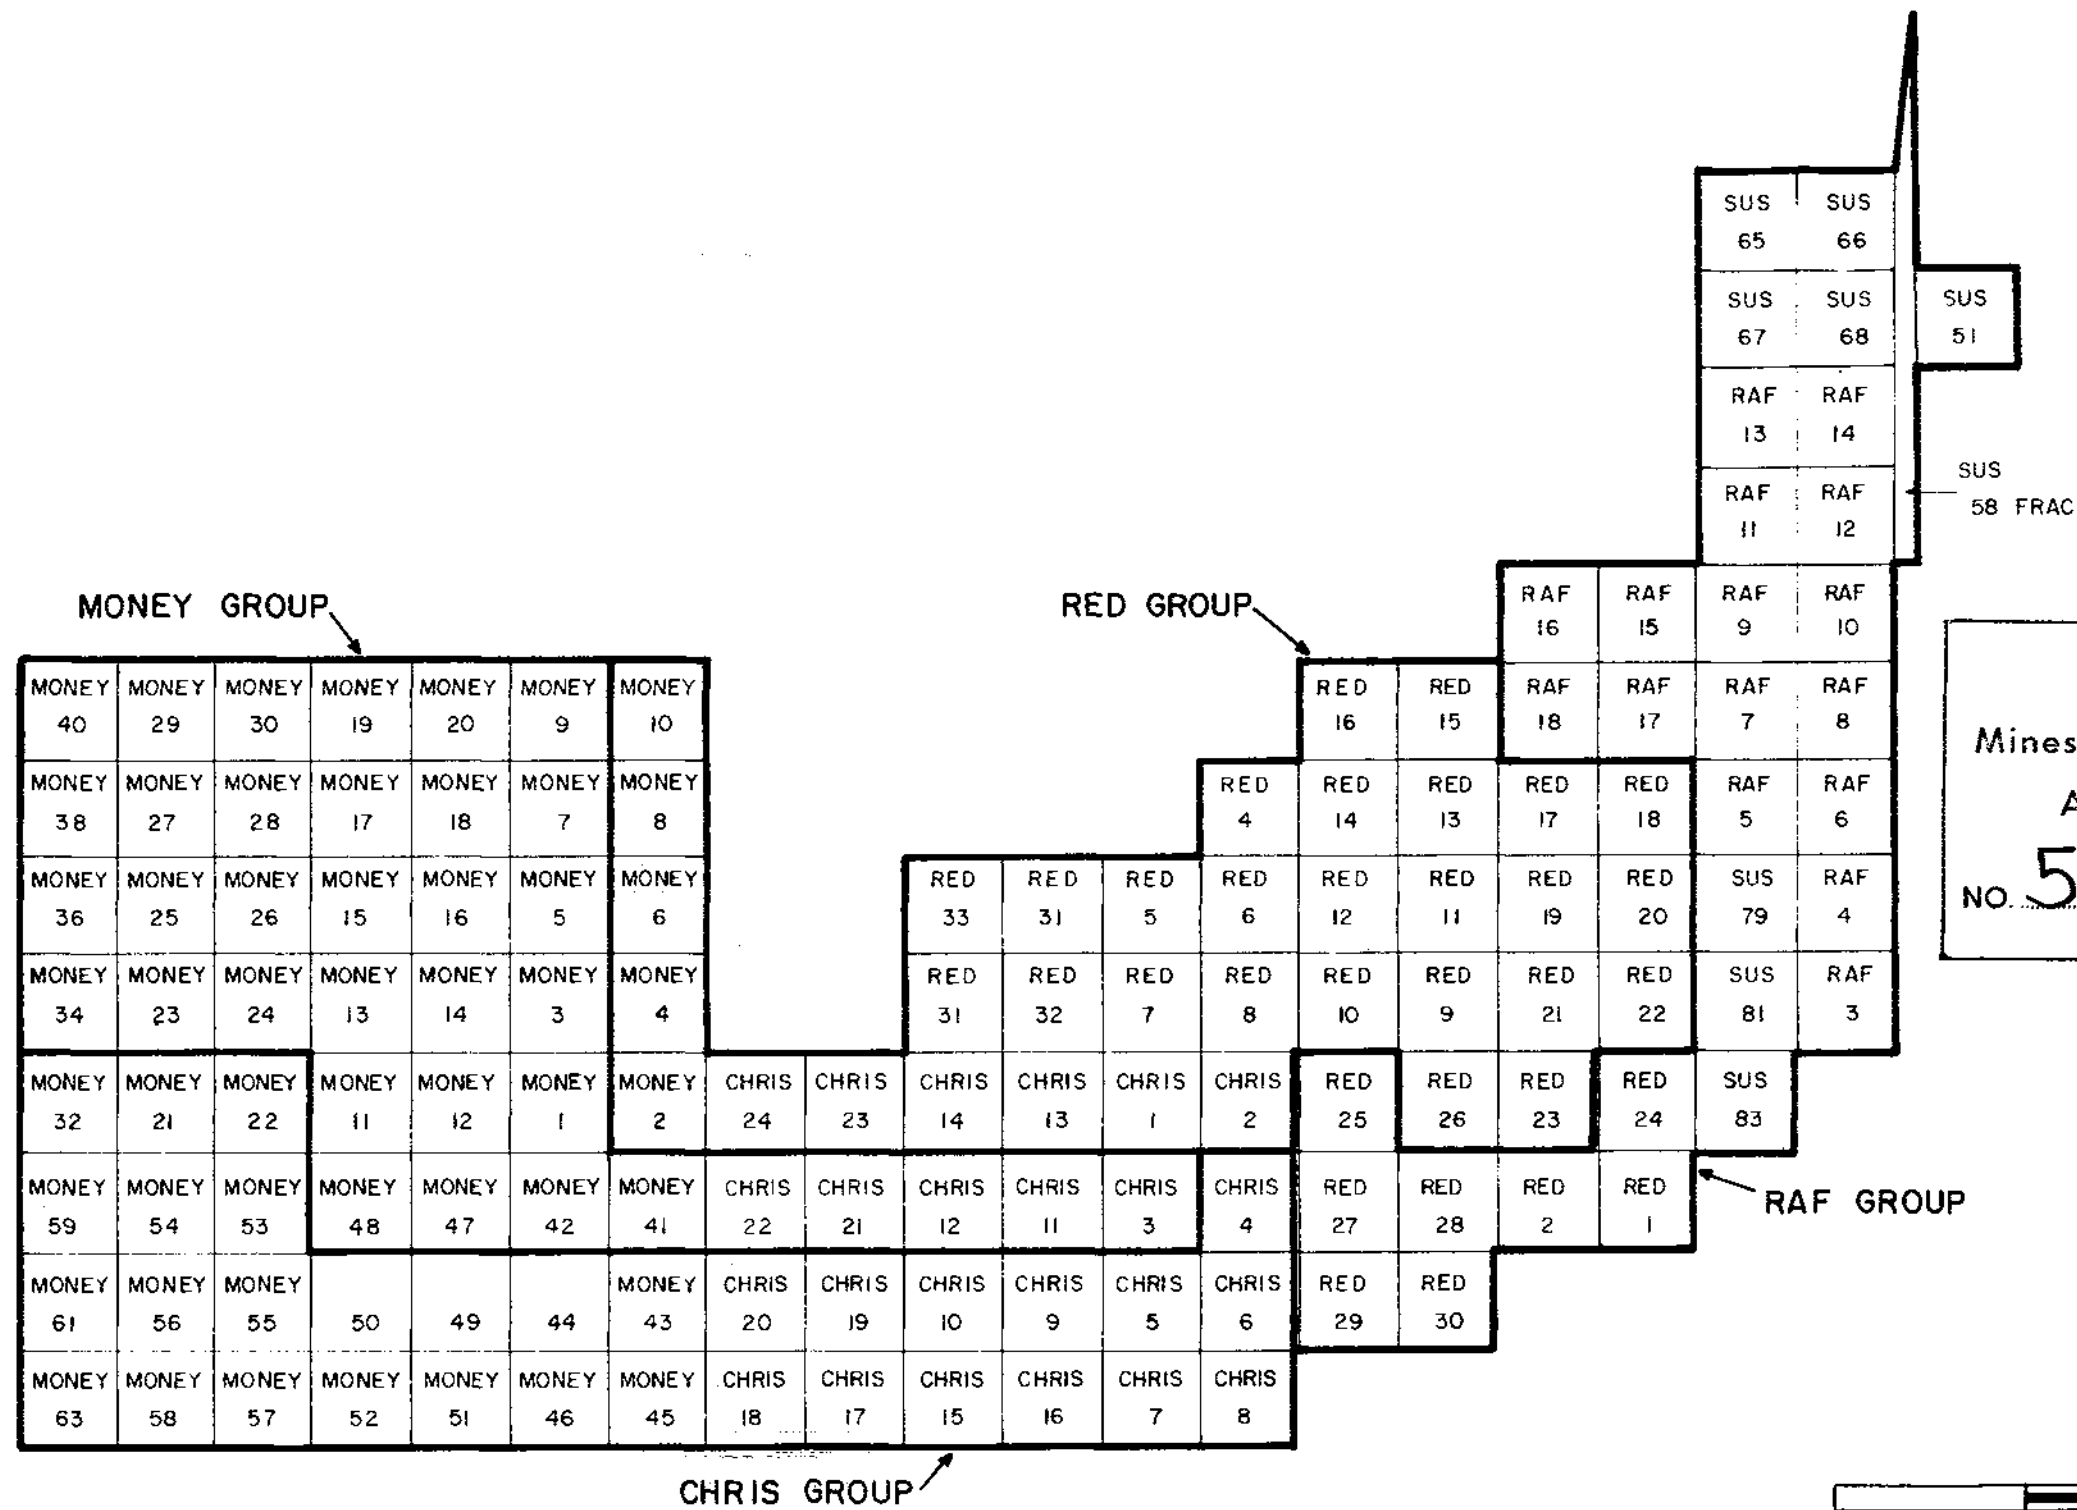 SUS SUS
65 66
SUS SUS SUS
67 68 51
RAF RAF
13 14
SUS
RAF RAF
58 FRAC
11 12
MONEY GROUP RED GROUP
RAF RAF RAF RAF
16 15 9 10
MONEY MONEY MONEY MONEY MONEY MONEY MONEY RED RED RAF RAF RAF RAF
40 29 30 19 20 9 10 16 15 18 17 7 8
Mines
MONEY MONEY MONEY MONEY MONEY MONEY MONEY RED RED RED RED RED RAF RAF
38 27 28 17 18 7 8 4 14 13 17 18 5 6
MONEY MONEY MONEY MONEY MONEY MONEY MONEY RED RED RED RED RED RED RED RED SUS RAF
36 25 26 15 16 5 6 33 31 5 6 12 11 19 20 79 4
NO. 5
MONEY MONEY MONEY MONEY MONEY MONEY MONEY RED RED RED RED RED RED RED RED SUS RAF
34 23 24 13 14 3 4 31 32 7 8 10 9 21 22 81 3
MONEY MONEY MONEY MONEY MONEY MONEY MONEY CHRIS CHRIS CHRIS CHRIS CHRIS CHRIS RED RED RED RED SUS
32 21 22 11 12 1 2 24 23 14 13 1 2 25 26 23 24 83
MONEY MONEY MONEY MONEY MONEY MONEY MONEY CHRIS CHRIS CHRIS CHRIS CHRIS CHRIS RED RED RED RED
59 54 53 48 47 42 41 22 21 12 11 3 4 27 28 2 1
RAF GROUP
MONEY MONEY MONEY MONEY CHRIS CHRIS CHRIS CHRIS CHRIS CHRIS RED RED
61 56 55 50 49 44 43 20 19 10 9 5 6 29 30
MONEY MONEY MONEY MONEY MONEY MONEY MONEY CHRIS CHRIS CHRIS CHRIS CHRIS CHRIS
63 58 57 52 51 46 45 18 17 15 16 7 8
CHRIS GROUP